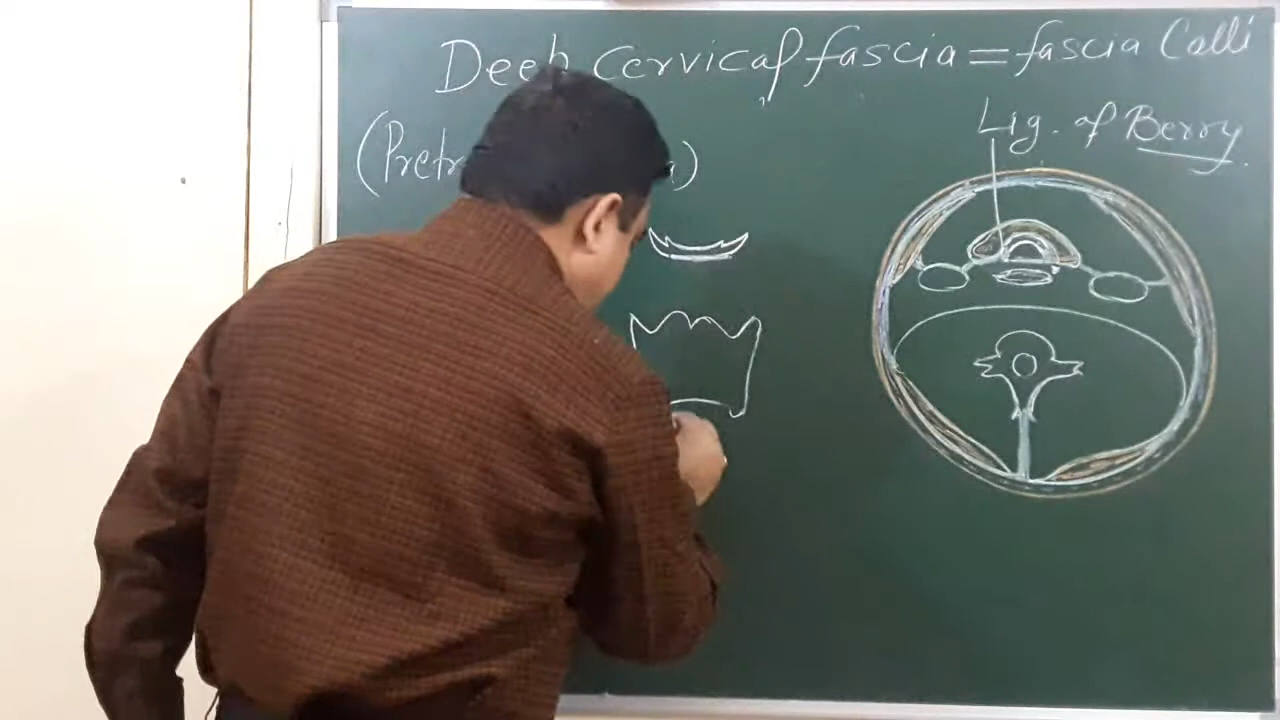 Deep Cervical fascia = fascia Colli
Lig. of Berry.
(Pretr
a)